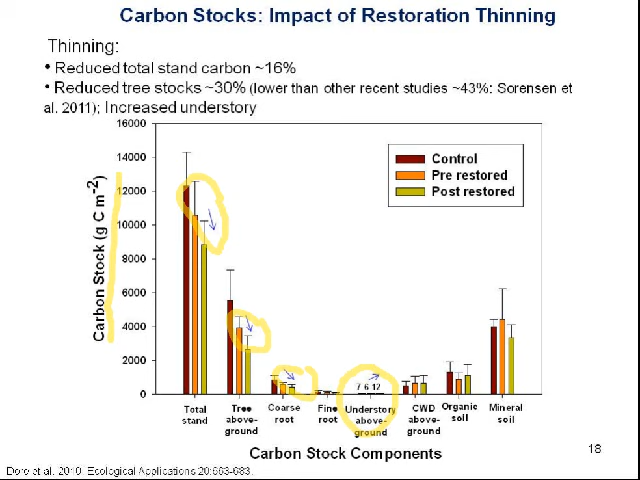 Carbon Stocks: Impact of Restoration Thinning
Thinning:
• Reduced total stand carbon ~16%
• Reduced tree stocks ~30% (lower than other recent studies ~43%: Sorensen et
al. 2011); Increased understory
16000
14000
12000
10000
8000
6000
4000
2000
0
Carbon Stock (g C m-2)
Control
Pre restored
Post restored
7 6 12
Total
stand
Tree
above-
ground
Coarse
root
Fine
root
Understory
above-
ground
CWD
above-
ground
Organic
soil
Mineral
soil
Carbon Stock Components
18
Dore et al. 2010. Ecological Applications 20:663-683.